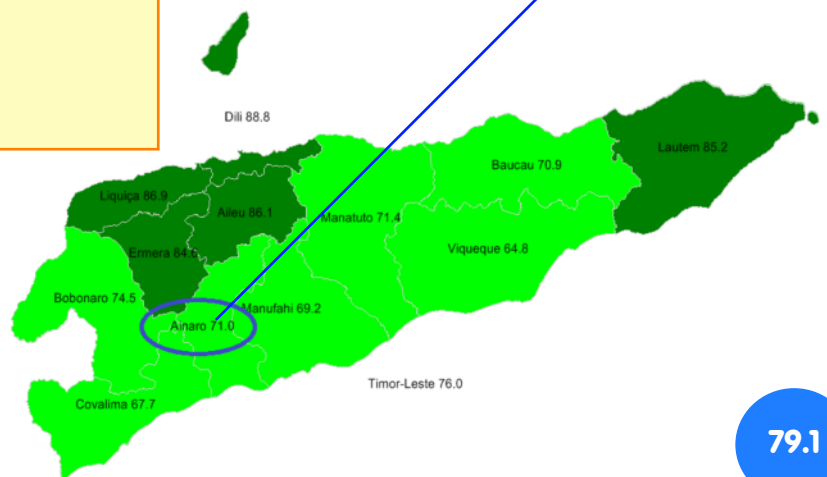 Dili 88.8
Lautem 85.2
Baucau 70.9
Liquiça 86.9
Aileu 86.1
Manatuto 71.4
Viqueque 64.8
Ermera 84.6
Bobonaro 74.5
Manufahi 69.2
Ainaro 71.0
Timor-Leste 76.0
Covalima 67.7
79.1